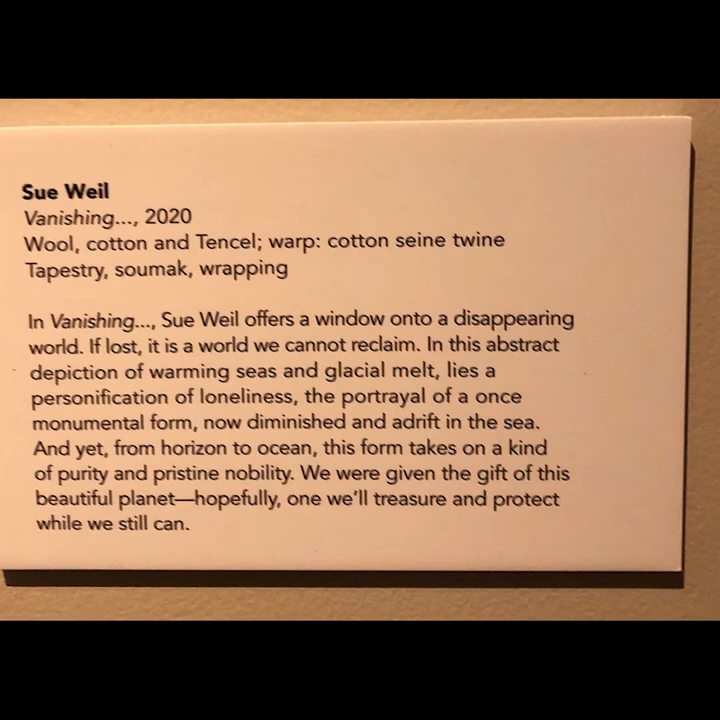 Sue Weil
Vanishing..., 2020
Wool, cotton and Tencel; warp: cotton seine twine
Tapestry, soumak, wrapping
In Vanishing..., Sue Weil offers a window onto a disappearing
world. If lost, it is a world we cannot reclaim. In this abstract
depiction of warming seas and glacial melt, lies a
personification of loneliness, the portrayal of a once
monumental form, now diminished and adrift in the sea.
And yet, from horizon to ocean, this form takes on a kind
of purity and pristine nobility. We were given the gift of this
beautiful planet—hopefully, one we’ll treasure and protect
while we still can.